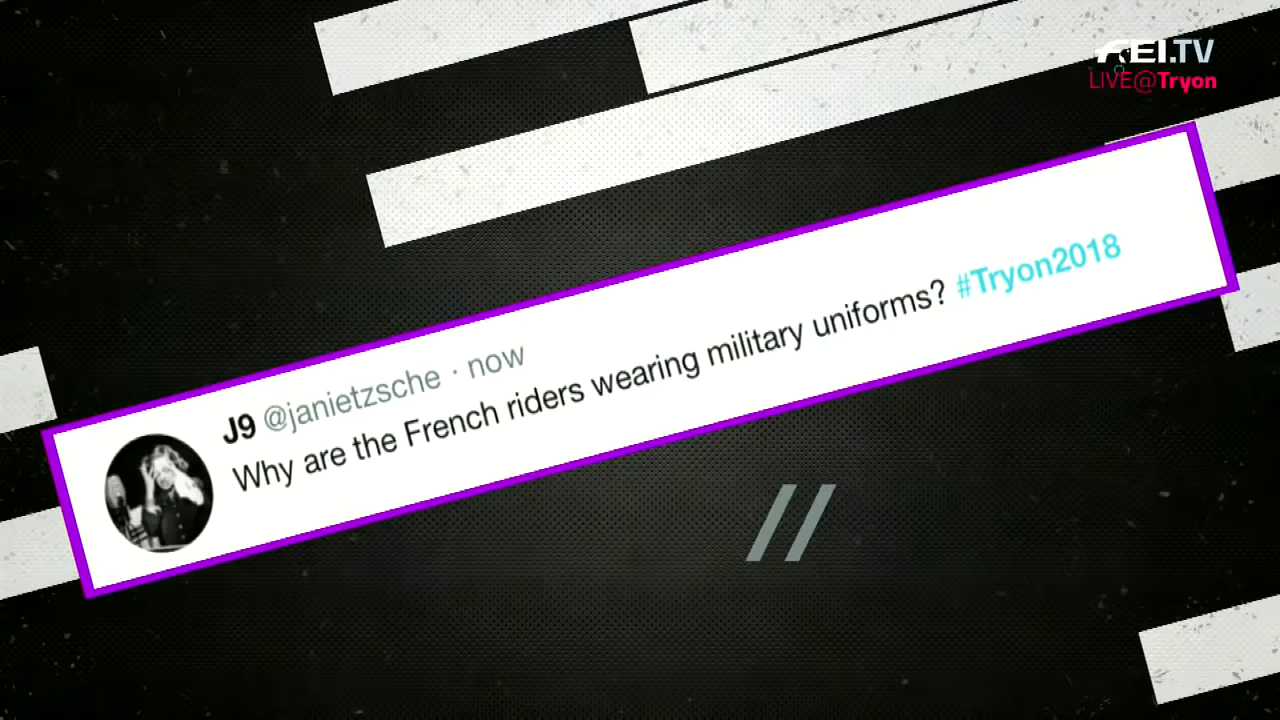 FEI.TV
LIVE@Tryon
J9 @janietzsche · now
Why are the French riders wearing military uniforms? #Tryon2018
//